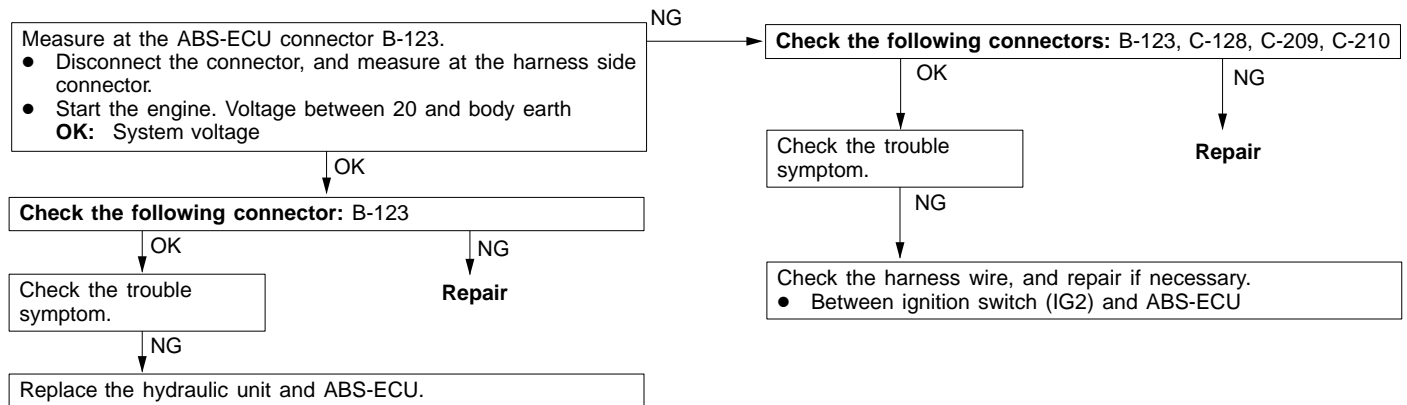 Measure at the ABS-ECU connector B-123.
● Disconnect the connector, and measure at the harness side
connector.
● Start the engine. Voltage between 20 and body earth
OK: System voltage
OK
Check the following connector: B-123
OK
NG
Check the trouble
symptom.
Repair
NG
Replace the hydraulic unit and ABS-ECU.
NG
Check the following connectors: B-123, C-128, C-209, C-210
OK
NG
Check the trouble
symptom.
Repair
NG
Check the harness wire, and repair if necessary.
● Between ignition switch (IG2) and ABS-ECU